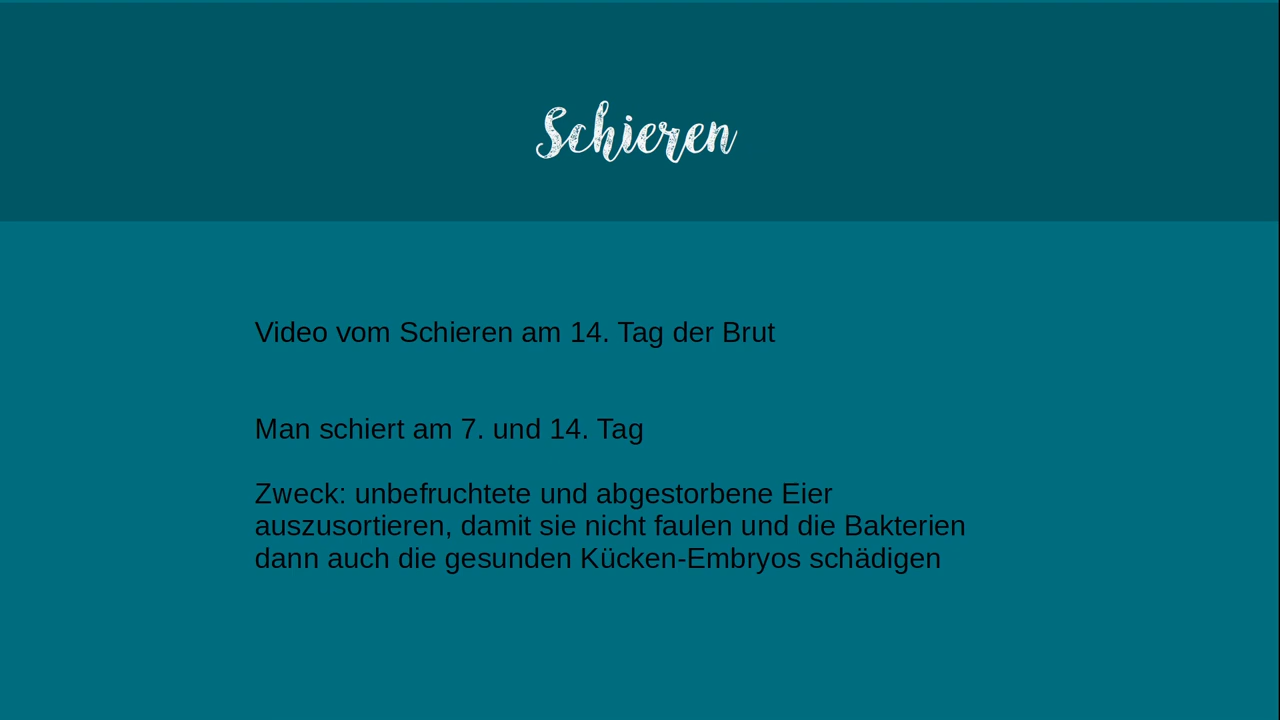 Schieren
Video vom Schieren am 14. Tag der Brut
Man schiert am 7. und 14. Tag
Zweck: unbefruchtete und abgestorbene Eier
auszusortieren, damit sie nicht faulen und die Bakterien
dann auch die gesunden Kücken-Embryos schädigen